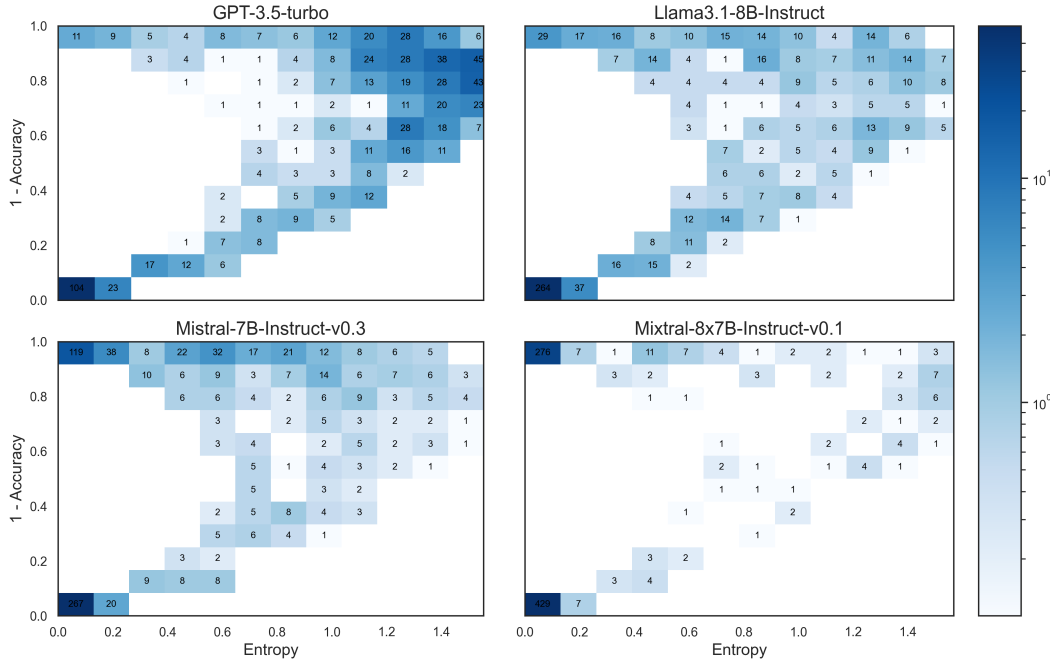 GPT-3.5-turbo
Llama3.1-8B-Instruct
1.0 11 9 5 4 8 7 6 12 20 28 16 6
29 17 16 8 10 15 14 10 4 14 6
3 4 1 1 4 8 24 28 38 45
7 14 4 1 16 8 7 11 14 7
0.8 1 1 2 7 13 19 28 43
4 4 4 4 9 5 6 10 8
1 1 1 2 1 11 20 23
4 1 1 4 3 5 5 1
0.6 1 2 6 4 28 18 7
3 1 6 5 6 13 9 5
3 1 3 11 16 11
7 2 5 4 9 1
4 3 3 8 2
6 6 2 5 1
0.4 2 5 9 12
4 5 7 8 4
2 8 9 5
12 14 7 1
0.2 1 7 8
8 11 2
17 12 6
16 15 2
0.0 104 23
264 37
1 - Accuracy
10¹
10⁰
Mistral-7B-Instruct-v0.3
Mixtral-8x7B-Instruct-v0.1
1.0 119 38 8 22 32 17 21 12 8 6 5
276 7 1 11 7 4 1 2 2 1 1 3
10 6 9 3 7 14 6 7 6 3
3 2 3 2 2 7
0.8 6 6 4 2 6 9 3 5 4
1 1 3 6
3 2 5 3 2 2 1
2 1 2
0.6 3 4 2 5 2 3 1
1 2 4 1
5 1 4 3 2 1
2 1 1 4 1
5 3 2
1 1 1
0.4 2 5 8 4 3
1 2
5 6 4 1
1
0.2 3 2
3 2
9 8 8
3 4
0.0 267 20
429 7
1 - Accuracy
0.0 0.2 0.4 0.6 0.8 1.0 1.2 1.4
0.0 0.2 0.4 0.6 0.8 1.0 1.2 1.4
Entropy
Entropy